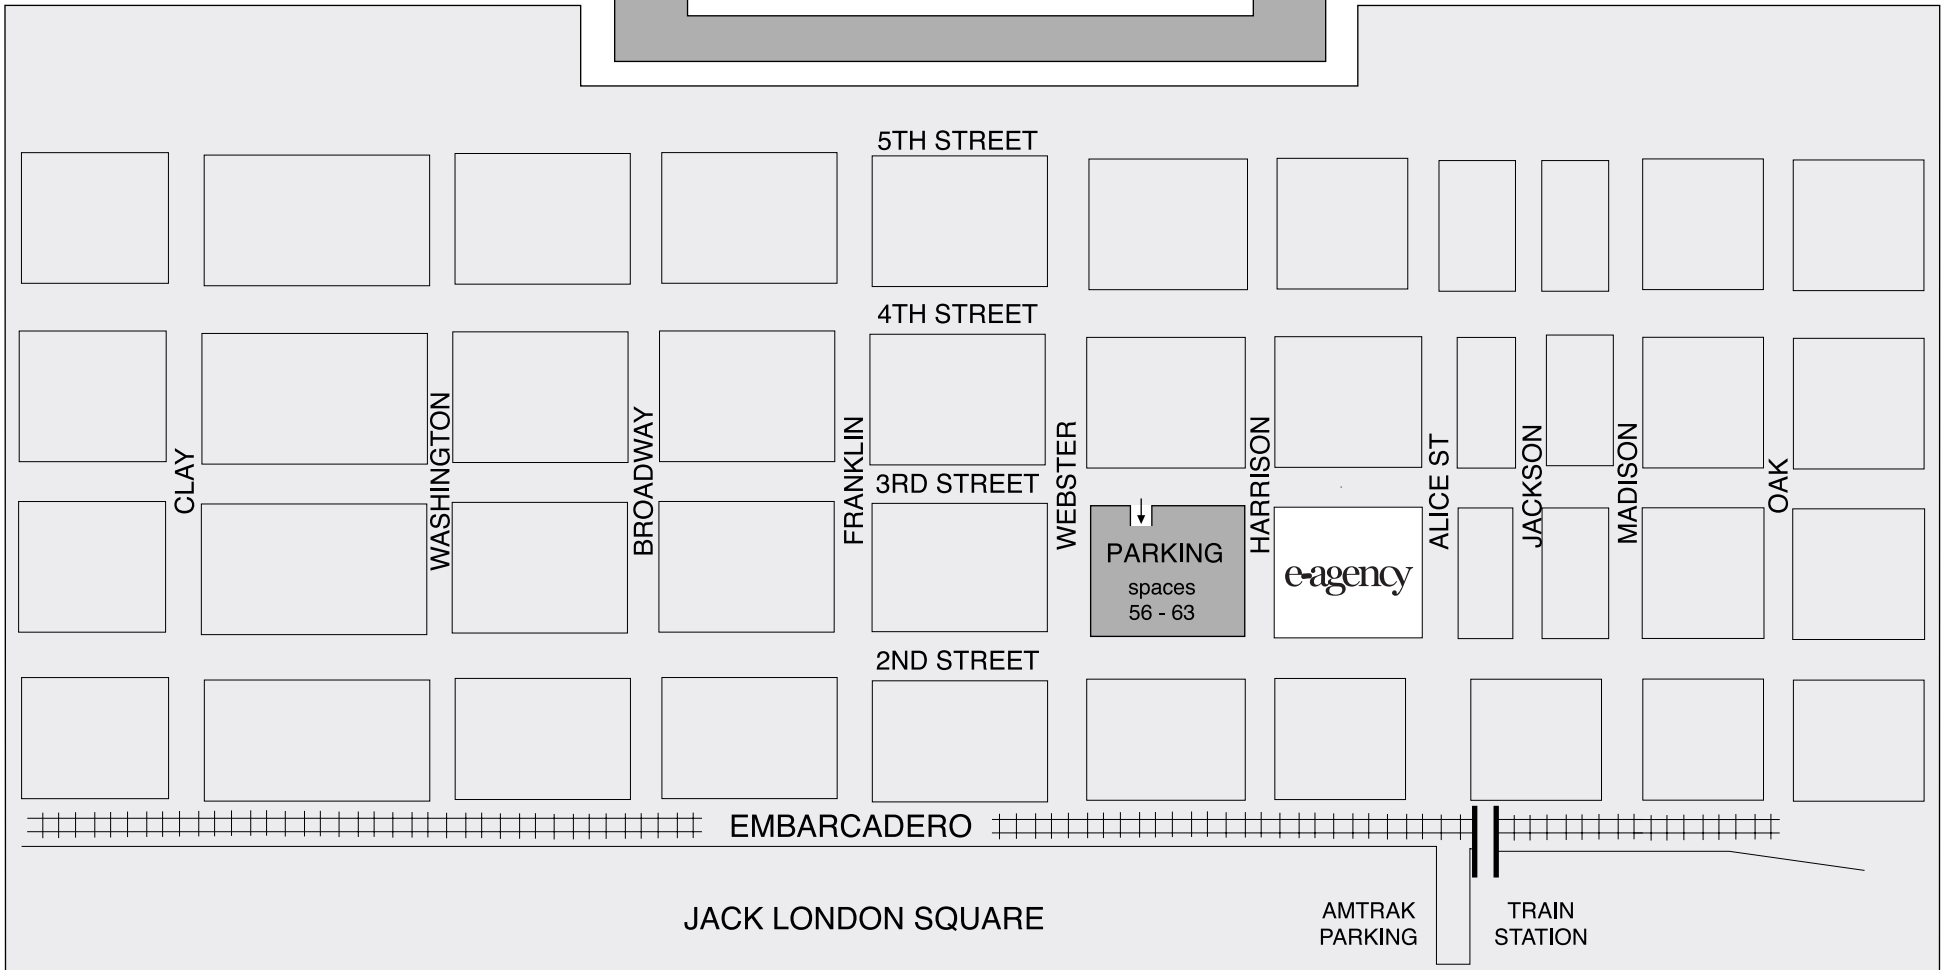 5TH STREET
4TH STREET
3RD STREET
2ND STREET
CLAY
WASHINGTON
BROADWAY
FRANKLIN
WEBSTER
HARRISON
ALICE ST
JACKSON
MADISON
OAK
PARKING
spaces
56 - 63
e-agency
EMBARCADERO
JACK LONDON SQUARE
AMTRAK
PARKING
TRAIN
STATION